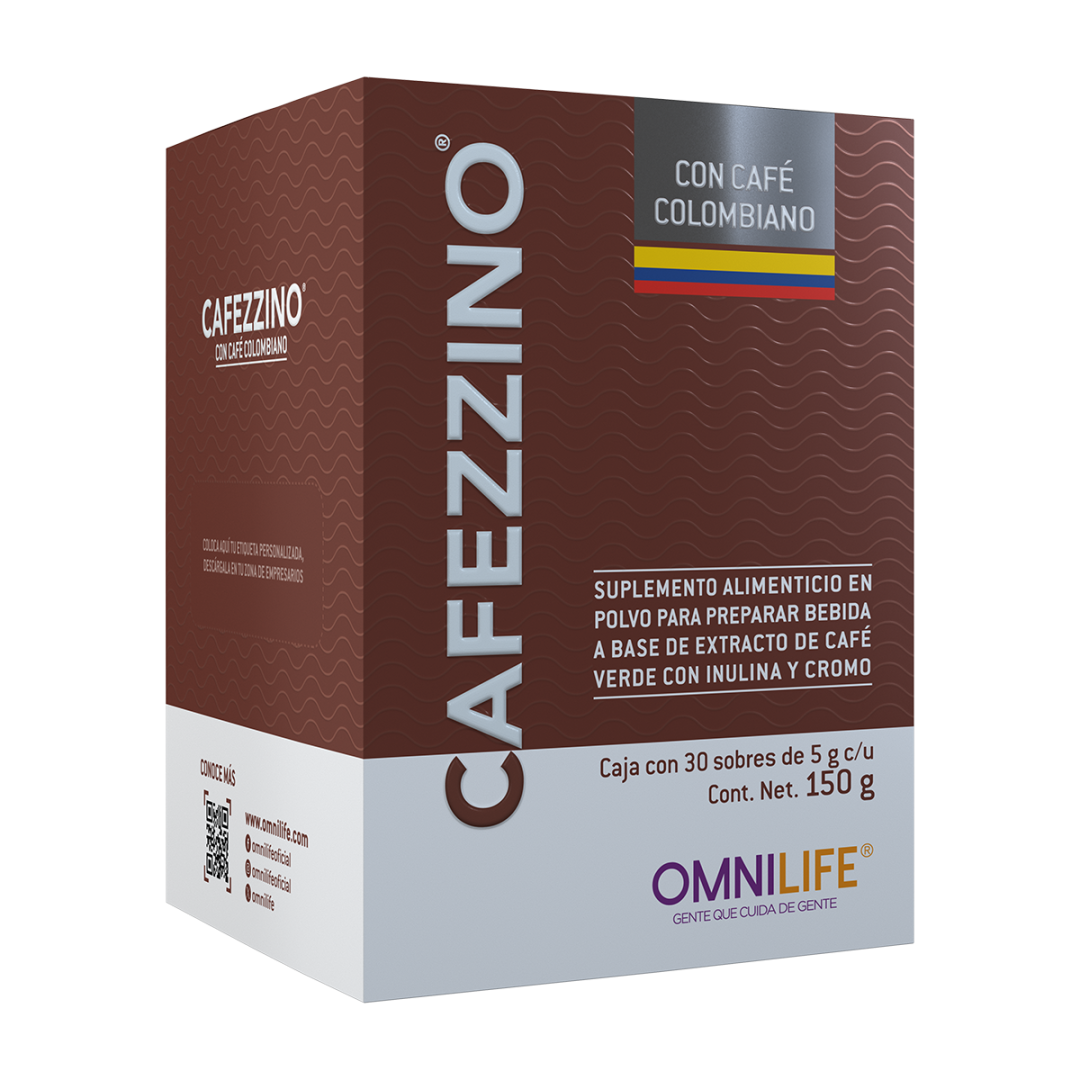 CAFEZZINO®
CON CAFÉ COLOMBIANO
COLOCA AQUÍ TU ETIQUETA PERSONALIZADA,
DESCÁRGALA EN TU ZONA DE EMPRESARIOS
CONOCE MÁS
www.omnilife.com
omnilifeoficial
omnilifeoficial
omnilife
CAFEZZINO®
CON CAFÉ
COLOMBIANO
SUPLEMENTO ALIMENTICIO EN
POLVO PARA PREPARAR BEBIDA
A BASE DE EXTRACTO DE CAFÉ
VERDE CON INULINA Y CROMO
Caja con 30 sobres de 5 g c/u
Cont. Net. 150 g
OMNILIFE®
GENTE QUE CUIDA DE GENTE